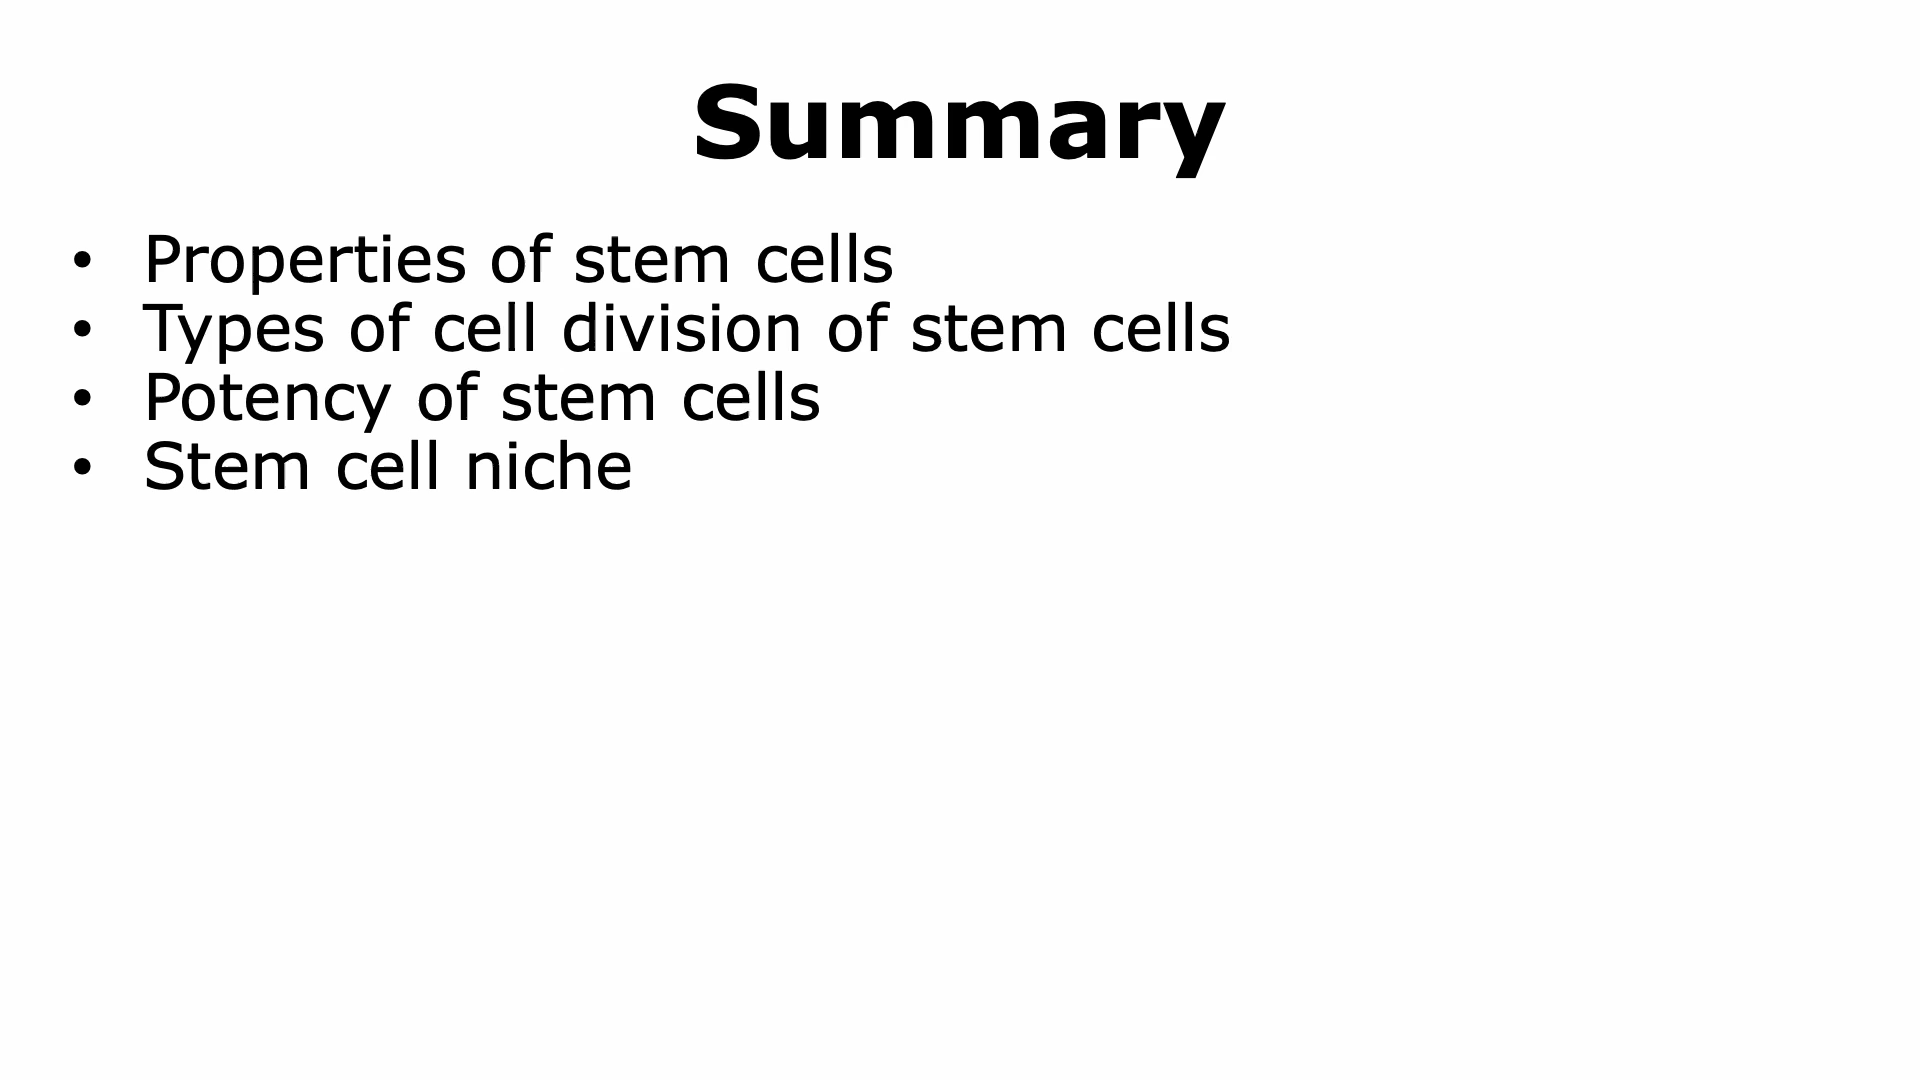 Summary
• Properties of stem cells
• Types of cell division of stem cells
• Potency of stem cells
• Stem cell niche